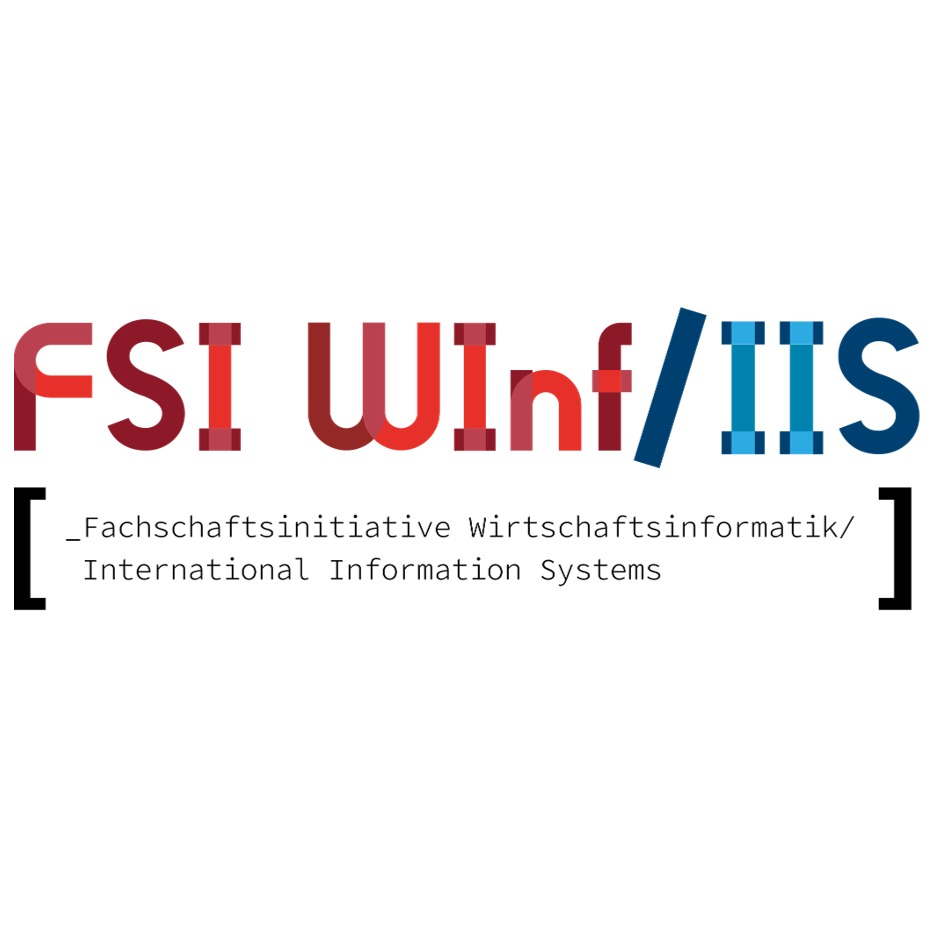 FSI WInf/IIS
[_Fachschaftsinitiative Wirtschaftsinformatik/
International Information Systems]